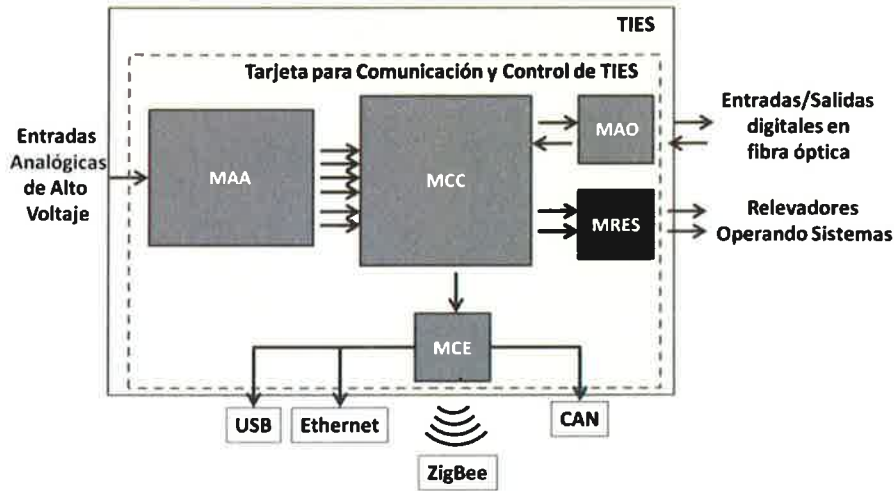 TIES
Tarjeta para Comunicación y Control de TIES
Entradas
Analógicas
de Alto
Voltaje
MAA
MCC
MAO
Entradas/Salidas
digitales en
fibra óptica
MRES
Relevadores
Operando Sistemas
MCE
USB
Ethernet
CAN
ZigBee